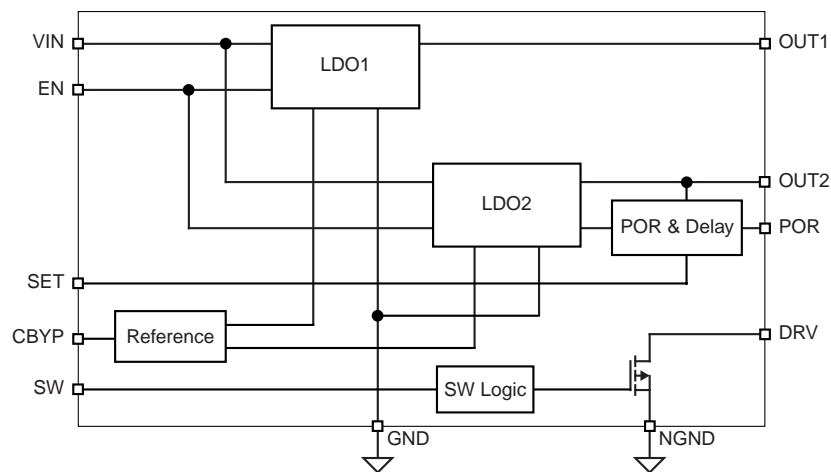 VIN
LDO1
OUT1
EN
LDO2
OUT2
POR & Delay
POR
SET
CBYP
Reference
DRV
SW
SW Logic
GND
NGND